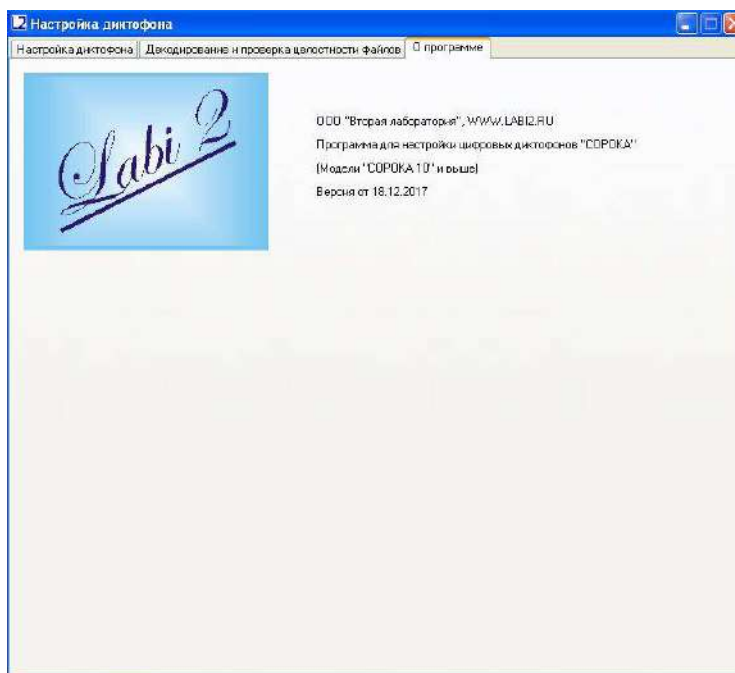 Настройка диктофона
Настройка диктофона Декодирование и проверка целостности файлов О программе
Labi 2
ООО "Вторая лаборатория", WWW.LABI2.RU
Программа для настройки цифровых диктофонов "СОРОКА"
(Модели "СОРОКА 10" и выше)
Версия от 18.12.2017